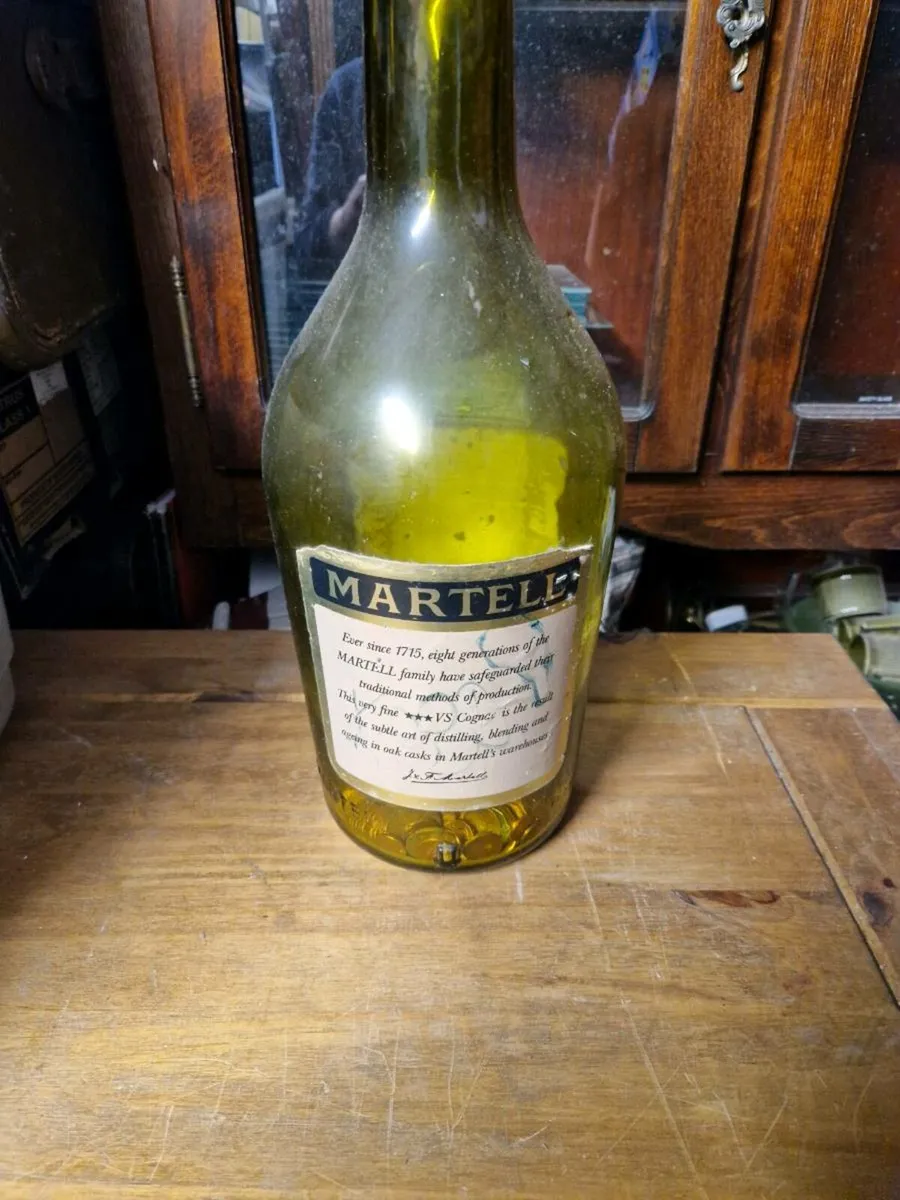 MARTELL
Ever since 1715, eight generations of the
MARTELL family have safeguarded their
traditional methods of production.
This very fine ★★★VS Cognac is the result
of the subtle art of distilling, blending and
ageing in oak casks in Martell's warehouses
J & F Martell